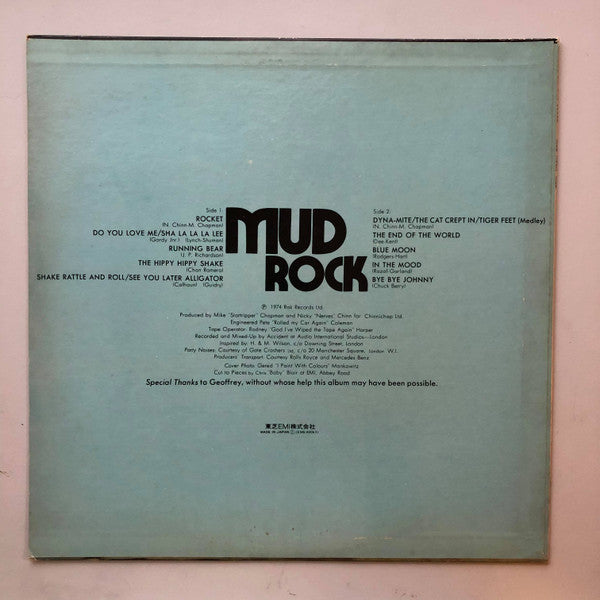 Side 1:
ROCKET
(N. Chinn-M. Chapman)
DO YOU LOVE ME/SHA LA LA LA LEE
(Gordy Jnr.) (Lynch-Shuman)
RUNNING BEAR
(J. P. Richardson)
THE HIPPY HIPPY SHAKE
(Chan Romero)
SHAKE RATTLE AND ROLL/SEE YOU LATER ALLIGATOR
(Calhoun) (Guidry)
MUD
ROCK
Side 2:
DYNA-MITE/THE CAT CREPT IN/TIGER FEET (Medley)
(N. Chinn-M. Chapman)
THE END OF THE WORLD
(Dee Kent)
BLUE MOON
(Rodgers Hart)
IN THE MOOD
(Razall Garland)
BYE BYE JOHNNY
(Chuck Berry)
Ⓟ 1974 Rak Records Ltd.
Produced by Mike "Startripper" Chapman and Nicky "Nerves" Chinn for Chinnichap Ltd.
Engineered Pete "Rolled my Car Again" Coleman
Tape Operator: Rodney "God I've Wiped the Tape Again" Harper
Recorded and Mixed-Up by Accident at Audio International Studios—London
Inspired by: H. & M. Wilson, c/o Downing Street, London
Party Noises: Courtesy of Gate Crashers c/o 20 Manchester Square, London W.1.
Producers' Transport: Courtesy Rolls Royce and Mercedes Benz
Cover Photo: Gered "I Paint With Colours" Mankowitz
Cut to Pieces by Chris "Baby" Blair at EMI, Abbey Road
Special Thanks to Geoffrey, without whose help this album may have been possible.
東芝EMI株式会社
MADE IN JAPAN